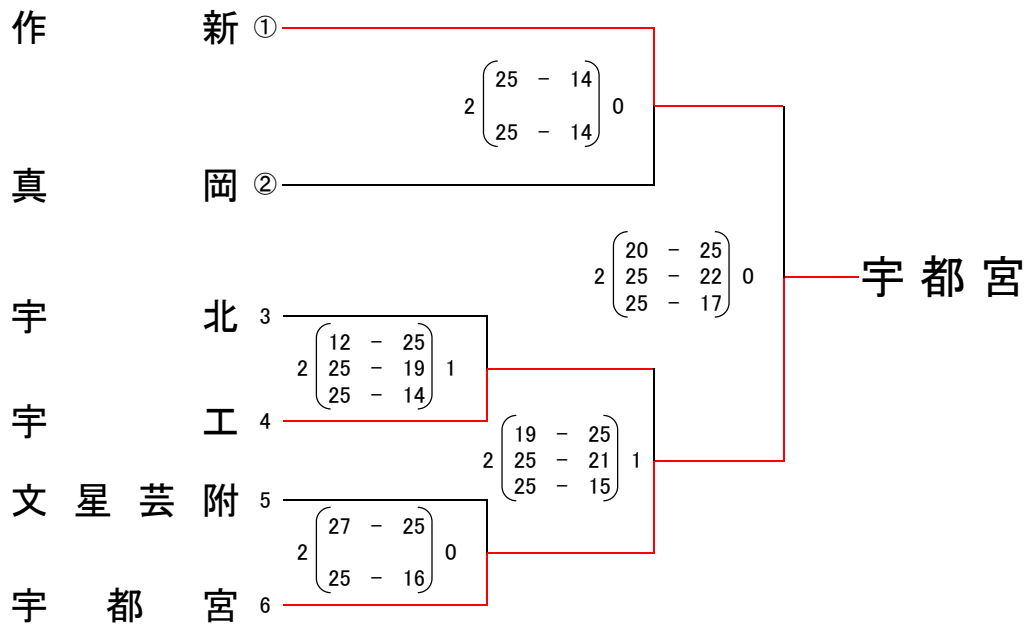 作新 ①
2 25 － 14 0
25 － 14
真岡 ②
20 － 25
2 25 － 22 0
25 － 17
宇都宮
宇北 3
12 － 25
2 25 － 19 1
25 － 14
宇工 4
19 － 25
2 25 － 21 1
25 － 15
文星芸附 5
2 27 － 25 0
25 － 16
宇都宮 6